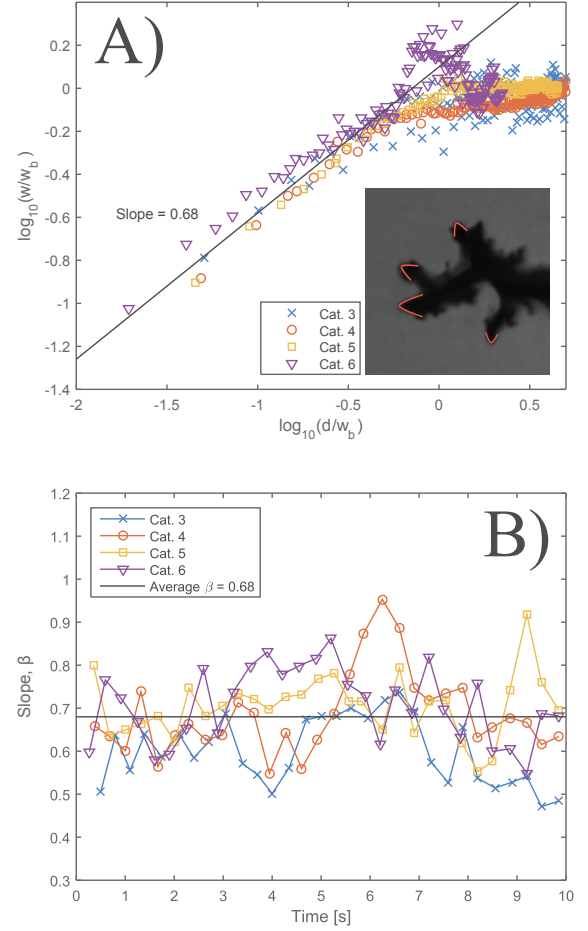 A)
0.2
0
-0.2
-0.4
-0.6
-0.8
-1
-1.2
-1.4
log10(w/wb)
Slope = 0.68
Cat. 3
Cat. 4
Cat. 5
Cat. 6
-2
-1.5
-1
-0.5
0
0.5
log10(d/wb)
B)
1.2
1.1
1
0.9
0.8
0.7
0.6
0.5
0.4
0.3
Slope, β
Cat. 3
Cat. 4
Cat. 5
Cat. 6
Average β = 0.68
0
1
2
3
4
5
6
7
8
9
10
Time [s]